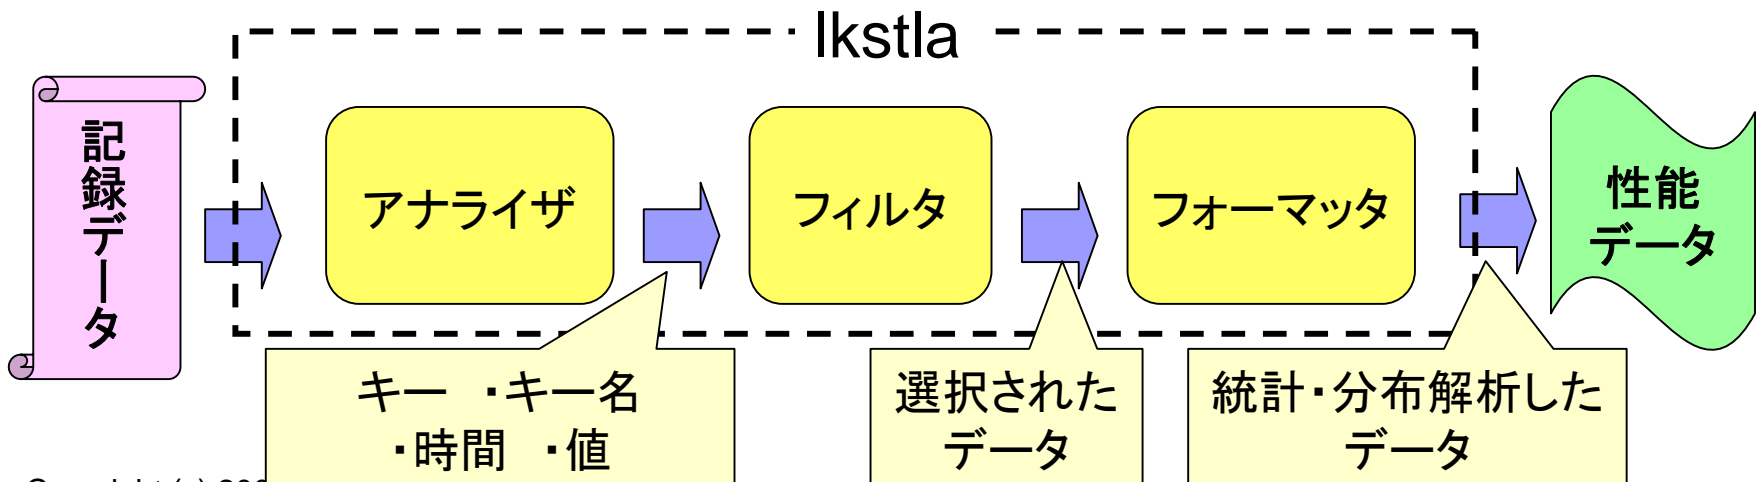 lkstla
記録データ
アナライザ
フィルタ
フォーマッタ
性能
データ
キー ・キー名
・時間 ・値
選択された
データ
統計・分布解析した
データ